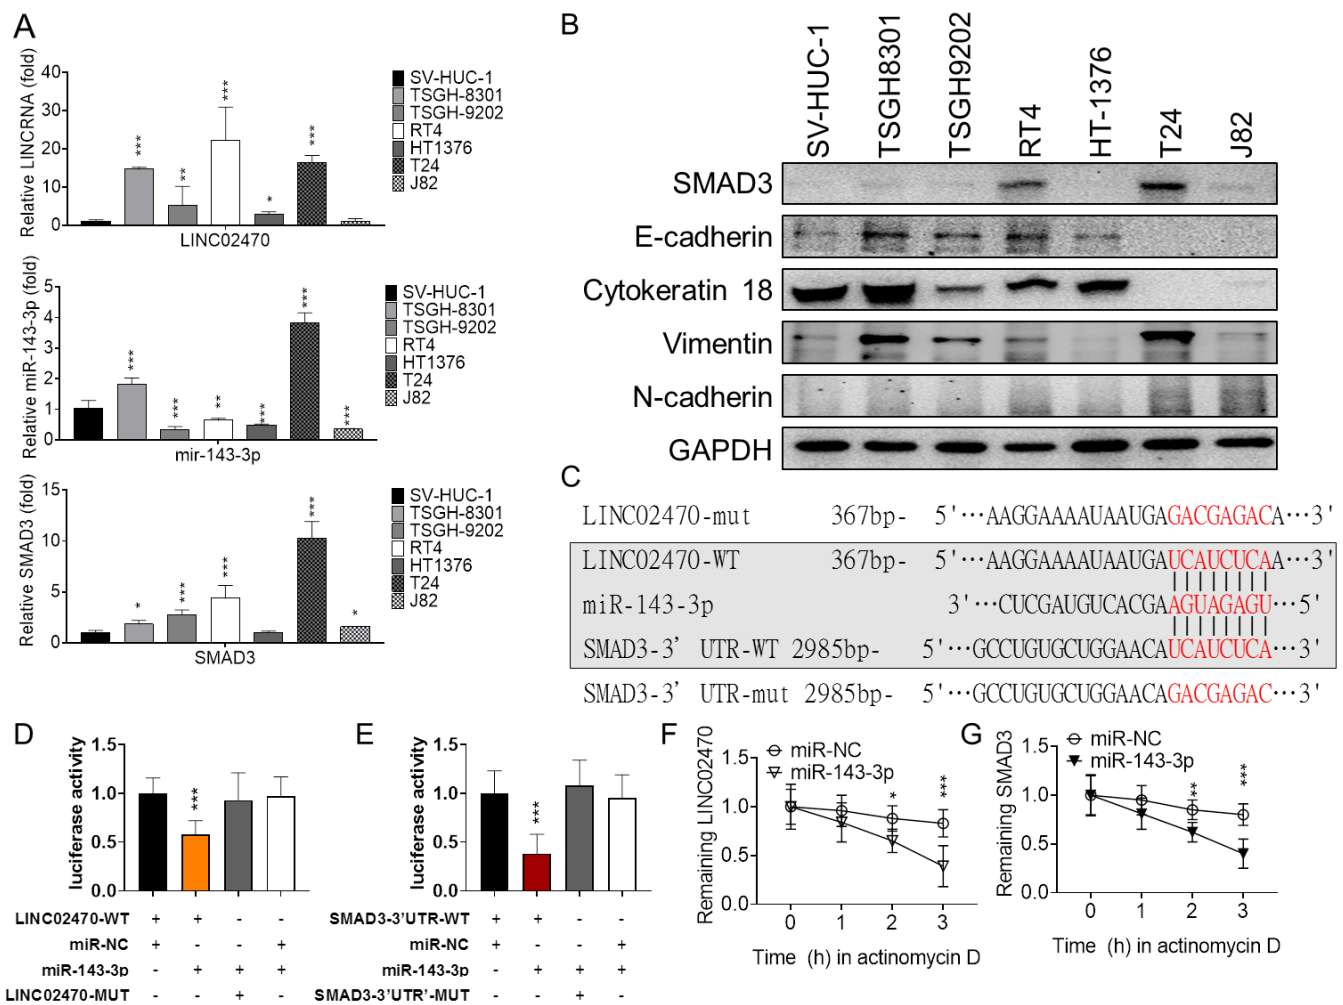 A
Relative LINCRNA (fold)
40
30
20
10
0
***
**
***
*
***
LINC02470
SV-HUC-1
TSGH-8301
TSGH-9202
RT4
HT1376
T24
J82
Relative miR-143-3p (fold)
5
4
3
2
1
0
***
***
**
***
***
***
mir-143-3p
SV-HUC-1
TSGH-8301
TSGH-9202
RT4
HT1376
T24
J82
Relative SMAD3 (fold)
15
10
5
0
*
***
***
***
*
SMAD3
SV-HUC-1
TSGH-8301
TSGH-9202
RT4
HT1376
T24
J82
B
SV-HUC-1
TSGH8301
TSGH9202
RT4
HT-1376
T24
J82
SMAD3
E-cadherin
Cytokeratin 18
Vimentin
N-cadherin
GAPDH
C
LINC02470-mut 367bp- 5'···AAGGAAAAUAAUGAGACGAGACA···3'
LINC02470-WT 367bp- 5'···AAGGAAAAUAAUGAUCAUCUCAA···3'
miR-143-3p 3'···CUCGAUGUCACGAAGUAGAGU···5'
SMAD3-3' UTR-WT 2985bp- 5'···GCCUGUGCUGGAACAUCAUCUCA···3'
SMAD3-3' UTR-mut 2985bp- 5'···GCCUGUGCUGGAACAGACGAGAC···3'
D
luciferase activity
1.5
1.0
0.5
0.0
***
LINC02470-WT + + - -
miR-NC + - - +
miR-143-3p - + + +
LINC02470-MUT - - + -
E
luciferase activity
1.5
1.0
0.5
0.0
***
SMAD3-3'UTR-WT + + - -
miR-NC + - - +
miR-143-3p - + + +
SMAD3-3'UTR'-MUT - - + -
F
Remaining LINC02470
1.5
1.0
0.5
0.0
miR-NC
miR-143-3p
*
***
0 1 2 3
Time (h) in actinomycin D
G
Remaining SMAD3
1.5
1.0
0.5
0.0
miR-NC
miR-143-3p
**
***
0 1 2 3
Time (h) in actinomycin D